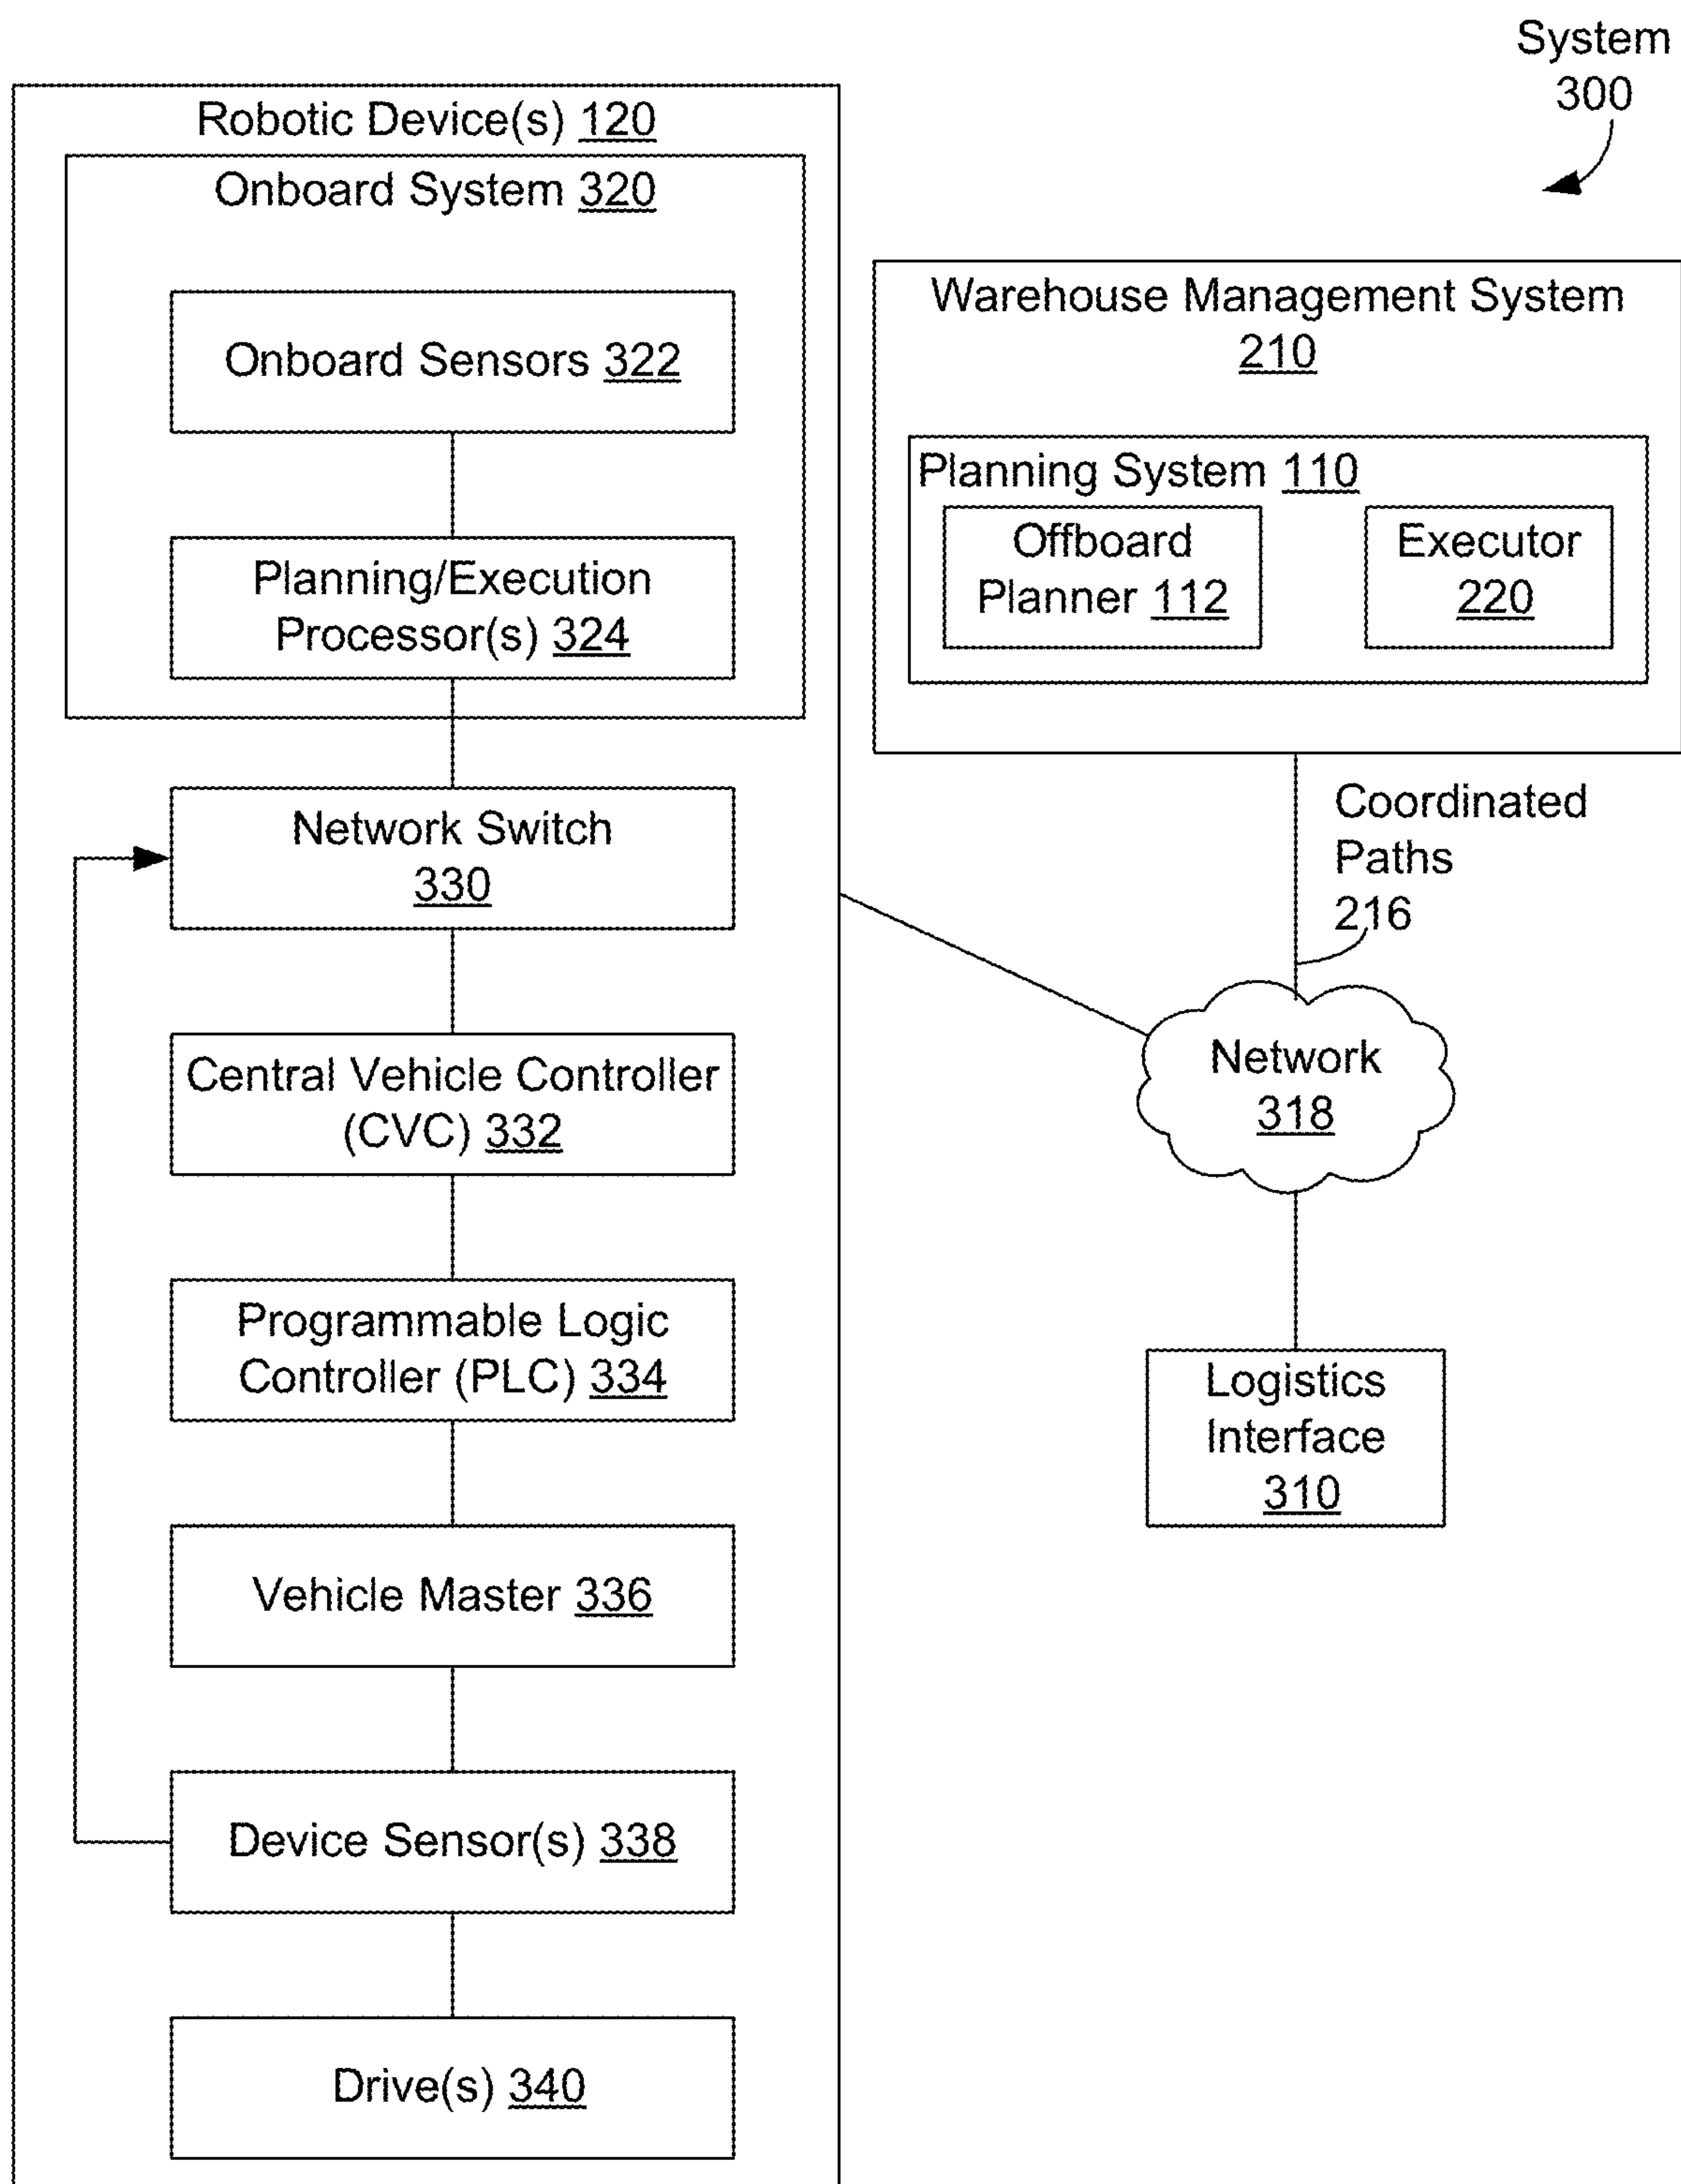 System
300
Robotic Device(s) 120
Onboard System 320
Onboard Sensors 322
Planning/Execution
Processor(s) 324
Network Switch
330
Central Vehicle Controller
(CVC) 332
Programmable Logic
Controller (PLC) 334
Vehicle Master 336
Device Sensor(s) 338
Drive(s) 340
Warehouse Management System
210
Planning System 110
Offboard
Planner 112
Executor
220
Coordinated
Paths
216
Network
318
Logistics
Interface
310